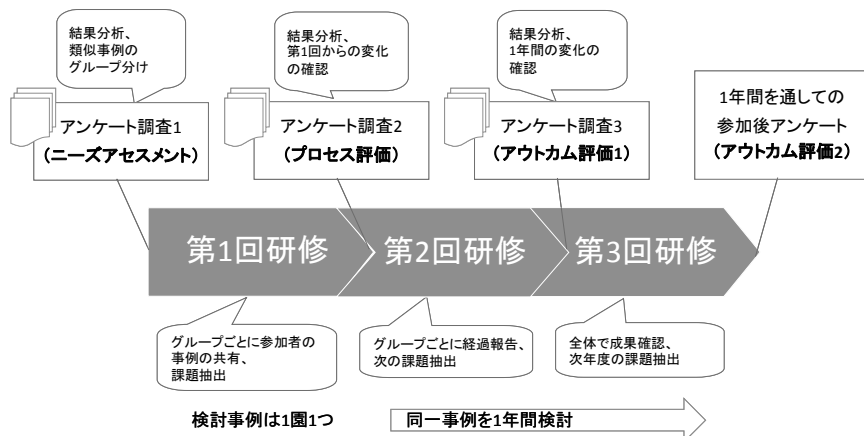 結果分析、
類似事例の
グループ分け
結果分析、
第1回からの変化
の確認
結果分析、
1年間の変化の
確認
アンケート調査1
（ニーズアセスメント）
アンケート調査2
（プロセス評価）
アンケート調査3
（アウトカム評価1）
1年間を通しての
参加後アンケート
（アウトカム評価2）
第1回研修
第2回研修
第3回研修
グループごとに参加者の
事例の共有、
課題抽出
グループごとに経過報告、
次の課題抽出
全体で成果確認、
次年度の課題抽出
検討事例は1園1つ
同一事例を1年間検討